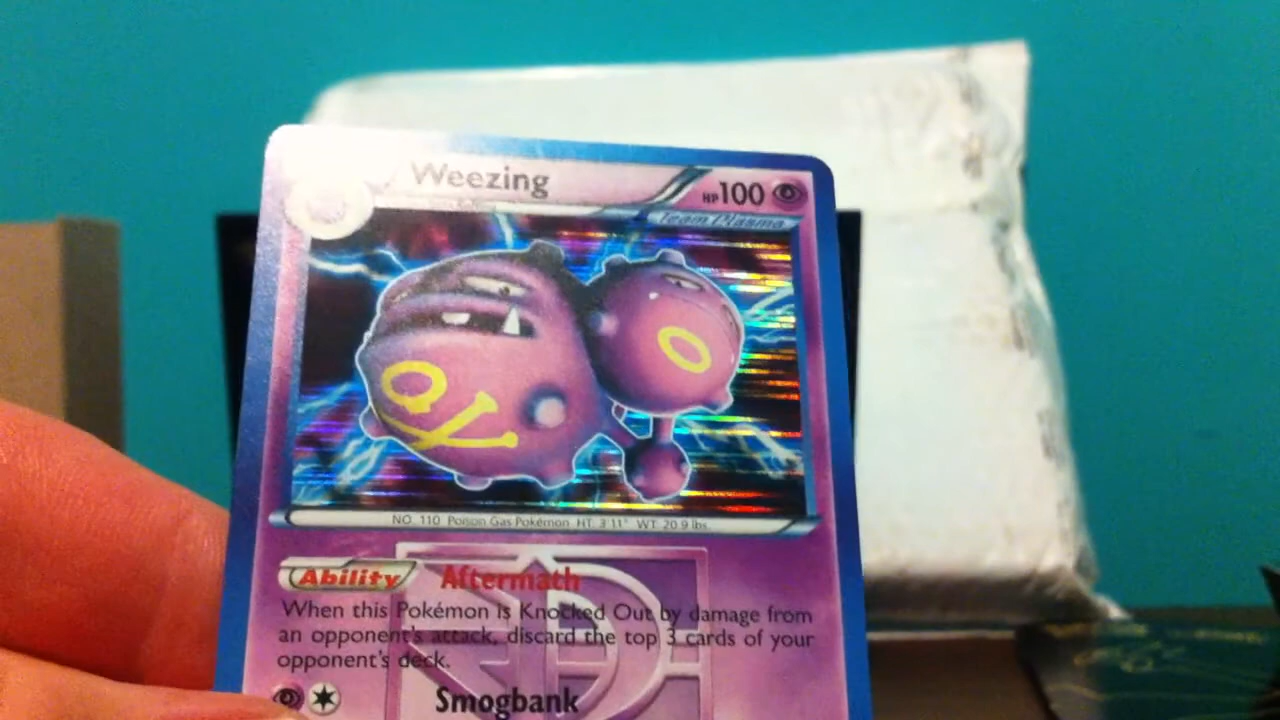 Weezing
HP100
Team Plasma
NO. 110 Poison Gas Pokémon HT. 3'11" WT. 20.9 lbs.
Ability Aftermath
When this Pokémon is Knocked Out by damage from
an opponent's attack, discard the top 3 cards of your
opponent's deck.
Smogbank